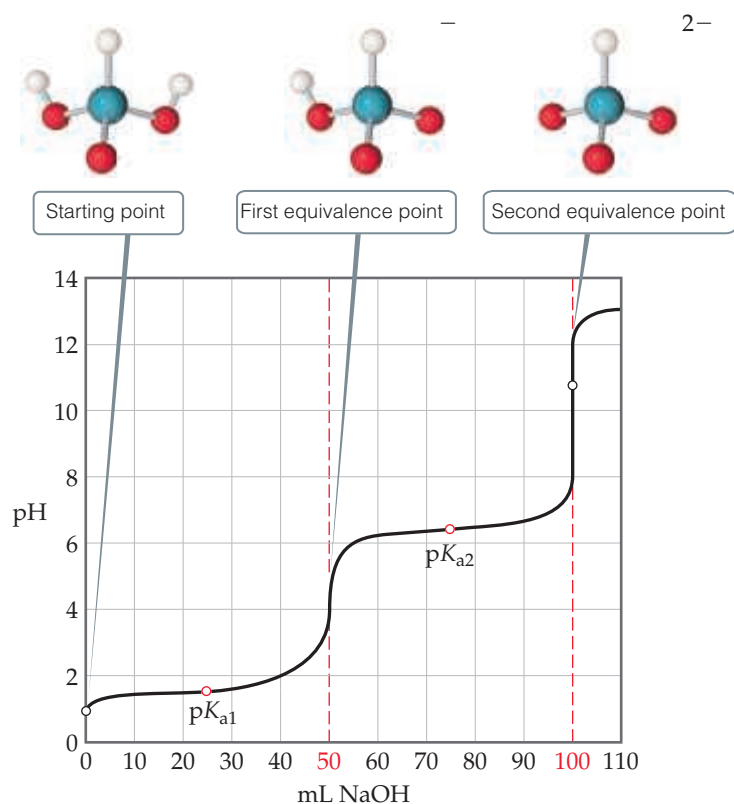 − 2−
Starting point First equivalence point Second equivalence point
14
12
10
8
pH
6
pKa2
4
2
pKa1
0
0 10 20 30 40 50 60 70 80 90 100 110
mL NaOH